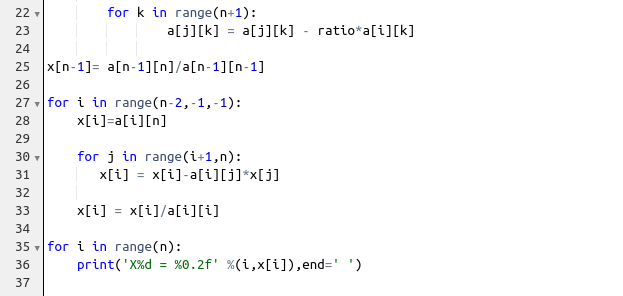 22 for k in range(n+1):
23 a[j][k] = a[j][k] - ratio*a[i][k]
24
25 x[n-1]= a[n-1][n]/a[n-1][n-1]
26
27 for i in range(n-2,-1,-1):
28 x[i]=a[i][n]
29
30 for j in range(i+1,n):
31 x[i] = x[i]-a[i][j]*x[j]
32
33 x[i] = x[i]/a[i][i]
34
35 for i in range(n):
36 print('X%d = %0.2f' %(i,x[i]),end=' ')
37